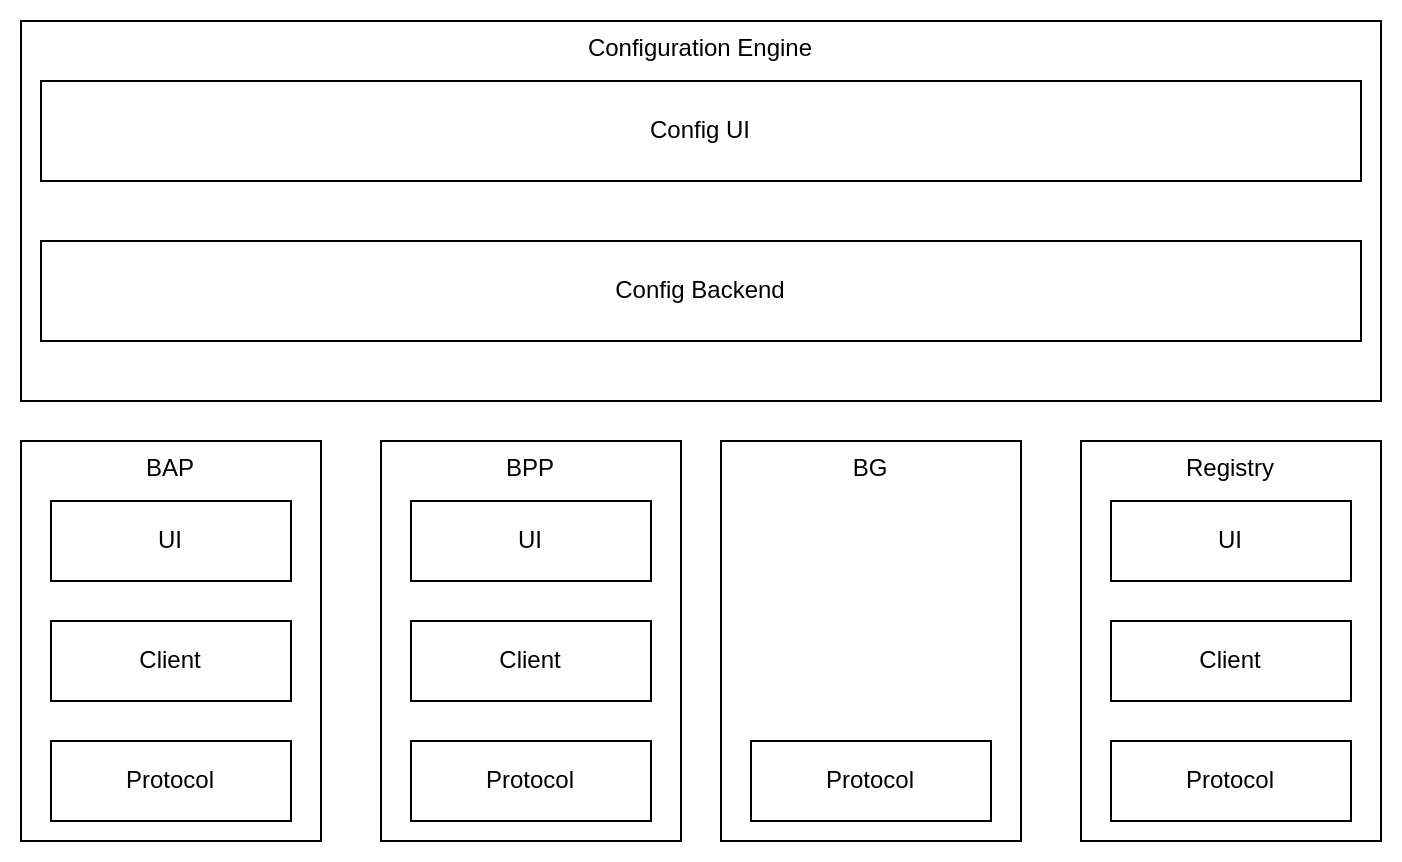 Configuration Engine
Config UI
Config Backend
BAP
UI
Client
Protocol
BPP
UI
Client
Protocol
BG
Protocol
Registry
UI
Client
Protocol